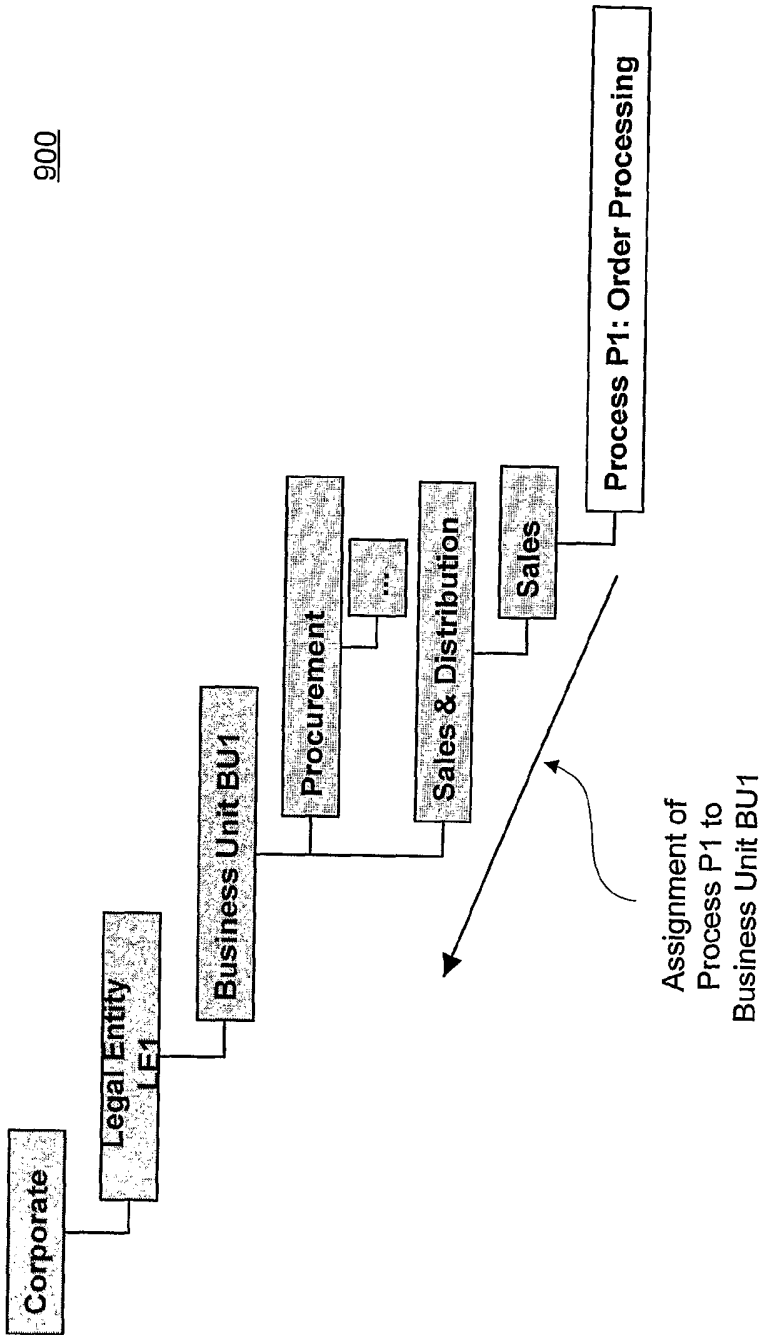 900
Corporate
Legal Entity
LE1
Business Unit BU1
Procurement
...
Sales & Distribution
Sales
Process P1: Order Processing
Assignment of
Process P1 to
Business Unit BU1